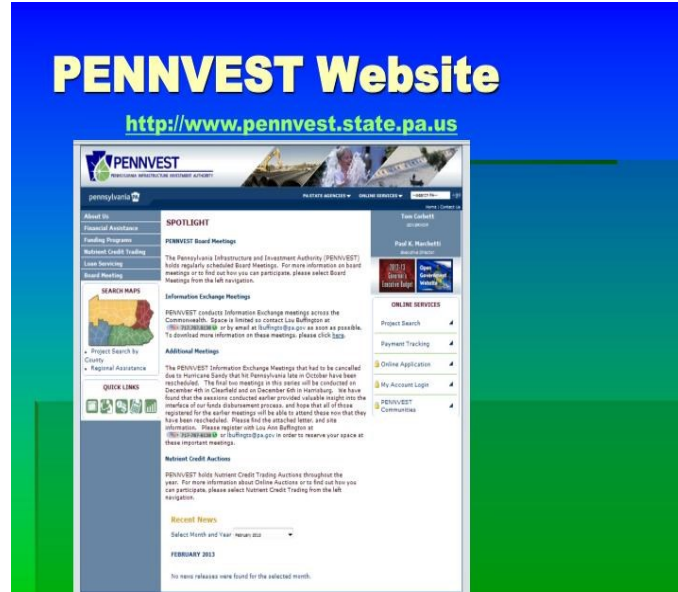 PENNVEST Website
http://www.pennvest.state.pa.us
PENNVEST
PENNSYLVANIA INFRASTRUCTURE INVESTMENT AUTHORITY
pennsylvania PA
PA STATE AGENCIES
ONLINE SERVICES
Home | Contact Us
About Us
Financial Assistance
Funding Programs
Nutrient Credit Trading
Loan Servicing
Board Meeting
SEARCH MAPS
Project Search by
County
Regional Assistance
QUICK LINKS
SPOTLIGHT
PENNVEST Board Meetings
The Pennsylvania Infrastructure and Investment Authority (PENNVEST)
holds regularly scheduled Board Meetings. For more information on board
meetings or to find out how you can participate, please select Board
Meetings from the left navigation.
Information Exchange Meetings
PENNVEST conducts Information Exchange meetings across the
Commonwealth. Space is limited so contact Lou Buffington at
or by email at lbuffingto@pa.gov as soon as possible.
To download more information on these meetings, please click here.
Additional Meetings
The PENNVEST Information Exchange Meetings that had to be cancelled
due to Hurricane Sandy that hit Pennsylvania late in October have been
rescheduled. The final two meetings in this series will be conducted on
December 4th in Clearfield and on December 6th in Harrisburg. We have
found that the sessions conducted earlier provided valuable insight into the
interface of our funds disbursement process, and hope that all of those
registered for the earlier meetings will be able to attend these now that they
have been rescheduled. Please find the attached letter, and site
information. Please register with Lou Ann Buffington at
or lbuffingto@pa.gov in order to reserve your space at
these important meetings.
Nutrient Credit Auctions
PENNVEST holds Nutrient Credit Trading Auctions throughout the
year. For more information about Online Auctions or to find out how you
can participate, please select Nutrient Credit Trading from the left
navigation.
Recent News
Select Month and Year February 2013
FEBRUARY 2013
No news releases were found for the selected month.
Tom Corbett
GOVERNOR
Paul K. Marchetti
EXECUTIVE DIRECTOR
2012-13
Governor's
Executive Budget
Open
Government
Website
ONLINE SERVICES
Project Search
Payment Tracking
Online Application
My Account Login
PENNVEST
Communities